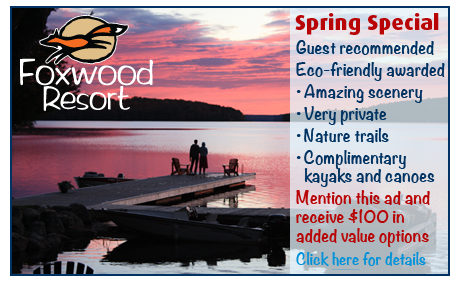 Foxwood
Resort
Spring Special
Guest recommended
Eco-friendly awarded
• Amazing scenery
• Very private
• Nature trails
• Complimentary
kayaks and canoes
Mention this ad and
receive $100 in
added value options
Click here for details